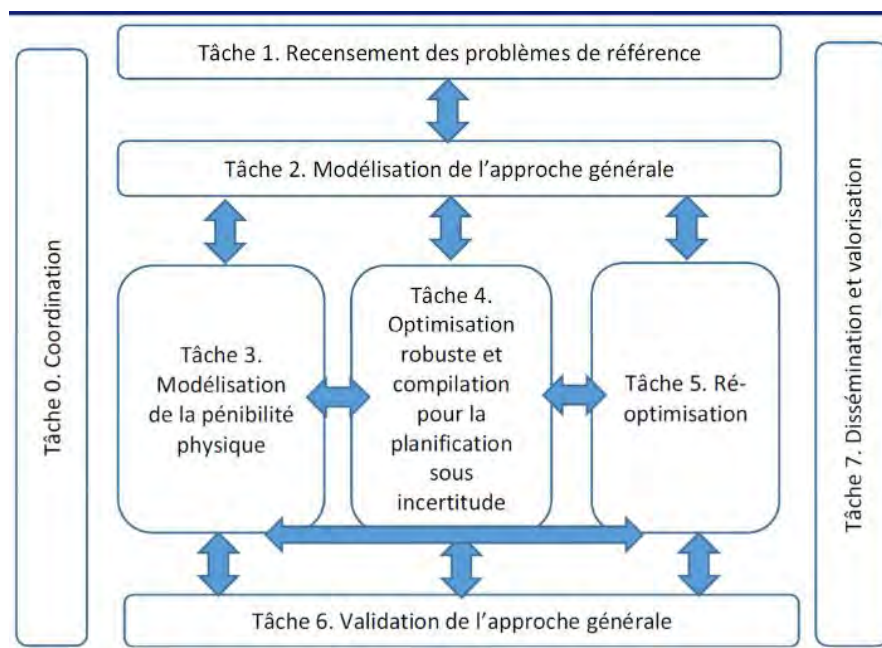 Tâche 0. Coordination
Tâche 1. Recensement des problèmes de référence
Tâche 2. Modélisation de l'approche générale
Tâche 3.
Modélisation
de la pénibilité
physique
Tâche 4.
Optimisation
robuste et
compilation
pour la
planification
sous
incertitude
Tâche 5. Ré-
optimisation
Tâche 6. Validation de l'approche générale
Tâche 7. Dissémination et valorisation